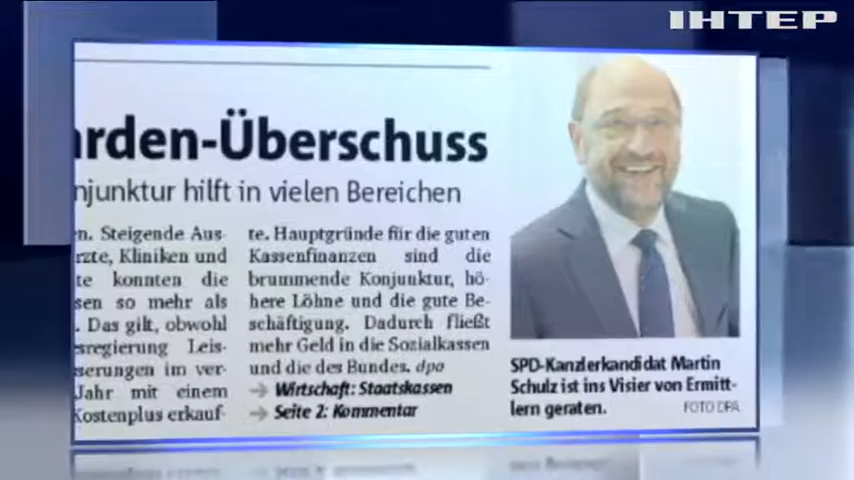 ІНТЕР
arden-Überschuss
njunktur hilft in vielen Bereichen
n. Steigende Aus-
rzte, Kliniken und
te konnten die
sen so mehr als
. Das gilt, obwohl
sregierung Leis-
serungen im ver-
Jahr mit einem
Kostenplus erkauf-
te. Hauptgründe für die guten
Kassenfinanzen sind die
brummende Konjunktur, hö-
here Löhne und die gute Be-
schäftigung. Dadurch fließt
mehr Geld in die Sozialkassen
und die des Bundes. dpa
→ Wirtschaft: Staatskassen
→ Seite 2: Kommentar
SPD-Kanzlerkandidat Martin
Schulz ist ins Visier von Ermitt-
lern geraten.
FOTO DPA